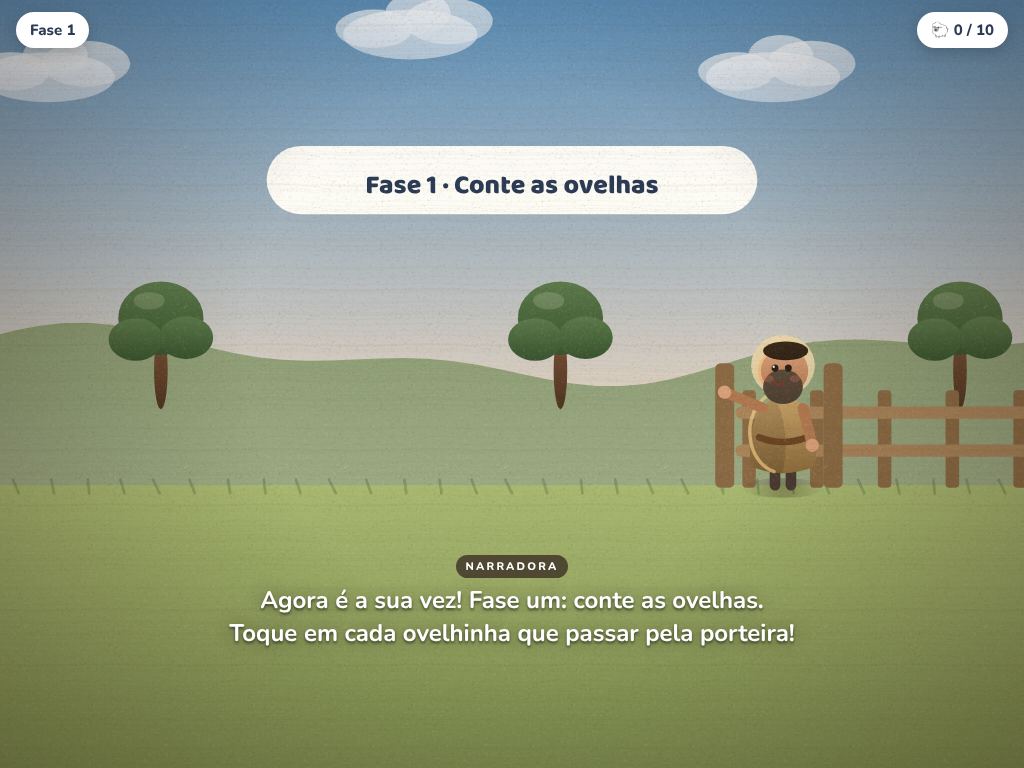 Fase 1
0 / 10
Fase 1 • Conte as ovelhas
NARRADORA
Agora é a sua vez! Fase um: conte as ovelhas.
Toque em cada ovelhinha que passar pela porteira!